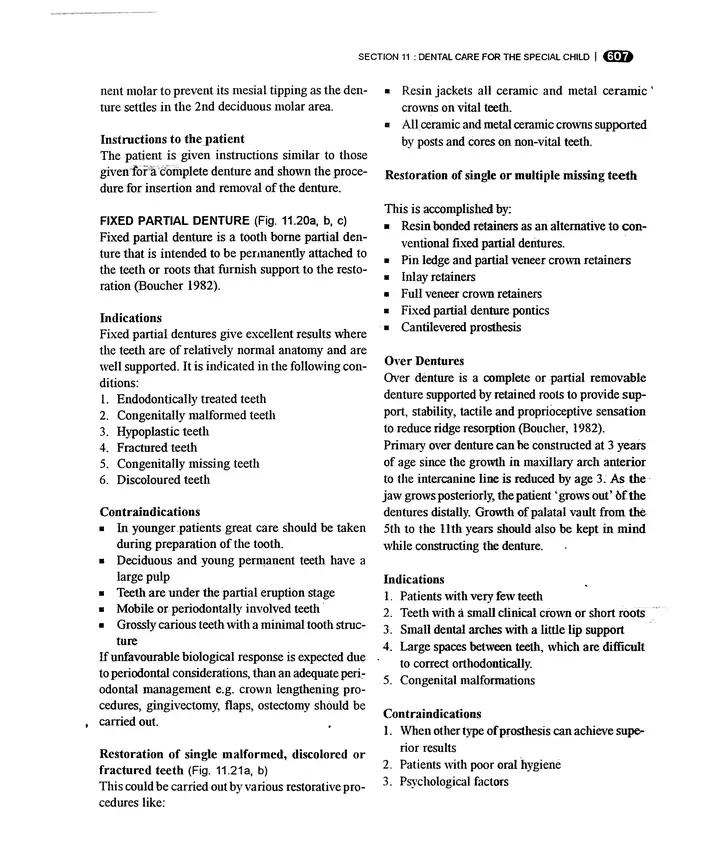 SECTION 11 : DENTAL CARE FOR THE SPECIAL CHILD | 607
nent molar to prevent its mesial tipping as the den-
ture settles in the 2nd deciduous molar area.
Instructions to the patient
The patient is given instructions similar to those
given for a complete denture and shown the proce-
dure for insertion and removal of the denture.
FIXED PARTIAL DENTURE (Fig. 11.20a, b, c)
Fixed partial denture is a tooth borne partial den-
ture that is intended to be permanently attached to
the teeth or roots that furnish support to the resto-
ration (Boucher 1982).
Indications
Fixed partial dentures give excellent results where
the teeth are of relatively normal anatomy and are
well supported. It is indicated in the following con-
ditions:
1. Endodontically treated teeth
2. Congenitally malformed teeth
3. Hypoplastic teeth
4. Fractured teeth
5. Congenitally missing teeth
6. Discoloured teeth
Contraindications
▪ In younger patients great care should be taken
during preparation of the tooth.
▪ Deciduous and young permanent teeth have a
large pulp
▪ Teeth are under the partial eruption stage
▪ Mobile or periodontally involved teeth
▪ Grossly carious teeth with a minimal tooth struc-
ture
If unfavourable biological response is expected due
to periodontal considerations, than an adequate peri-
odontal management e.g. crown lengthening pro-
cedures, gingivectomy, flaps, ostectomy should be
carried out.
Restoration of single malformed, discolored or
fractured teeth (Fig. 11.21a, b)
This could be carried out by various restorative pro-
cedures like:
▪ Resin jackets all ceramic and metal ceramic
crowns on vital teeth.
▪ All ceramic and metal ceramic crowns supported
by posts and cores on non-vital teeth.
Restoration of single or multiple missing teeth
This is accomplished by:
▪ Resin bonded retainers as an alternative to con-
ventional fixed partial dentures.
▪ Pin ledge and partial veneer crown retainers
▪ Inlay retainers
▪ Full veneer crown retainers
▪ Fixed partial denture pontics
▪ Cantilevered prosthesis
Over Dentures
Over denture is a complete or partial removable
denture supported by retained roots to provide sup-
port, stability, tactile and proprioceptive sensation
to reduce ridge resorption (Boucher, 1982).
Primary over denture can be constructed at 3 years
of age since the growth in maxillary arch anterior
to the intercanine line is reduced by age 3. As the
jaw grows posteriorly, the patient 'grows out' of the
dentures distally. Growth of palatal vault from the
5th to the 11th years should also be kept in mind
while constructing the denture.
Indications
1. Patients with very few teeth
2. Teeth with a small clinical crown or short roots
3. Small dental arches with a little lip support
4. Large spaces between teeth, which are difficult
to correct orthodontically.
5. Congenital malformations
Contraindications
1. When other type of prosthesis can achieve supe-
rior results
2. Patients with poor oral hygiene
3. Psychological factors